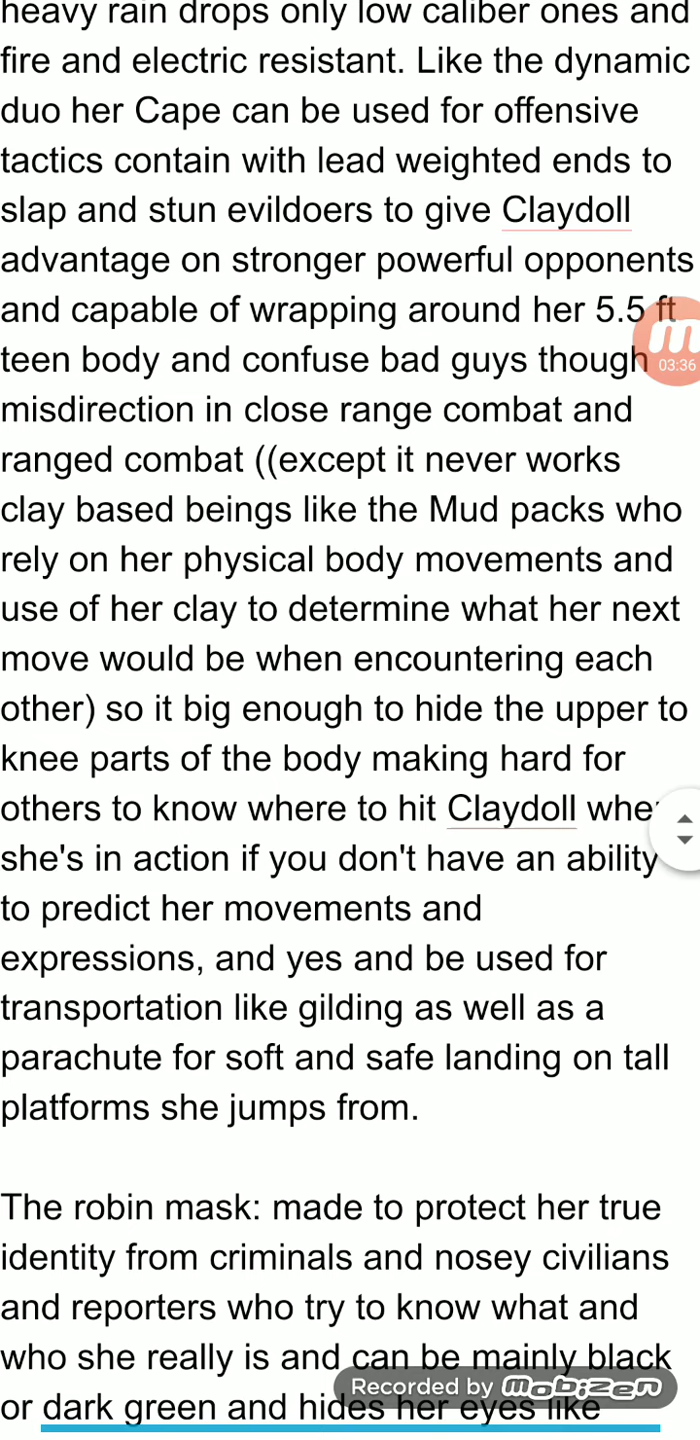 heavy rain drops only low caliber ones and
fire and electric resistant. Like the dynamic
duo her Cape can be used for offensive
tactics contain with lead weighted ends to
slap and stun evildoers to give Claydoll
advantage on stronger powerful opponents
and capable of wrapping around her 5.5 ft
03:36
teen body and confuse bad guys though
misdirection in close range combat and
ranged combat ((except it never works
clay based beings like the Mud packs who
rely on her physical body movements and
use of her clay to determine what her next
move would be when encountering each
other) so it big enough to hide the upper to
knee parts of the body making hard for
others to know where to hit Claydoll whe
she's in action if you don't have an ability
to predict her movements and
expressions, and yes and be used for
transportation like gilding as well as a
parachute for soft and safe landing on tall
platforms she jumps from.
The robin mask: made to protect her true
identity from criminals and nosey civilians
and reporters who try to know what and
who she really is and can be mainly black
Recorded by mobizen
or dark green and hides her eyes like